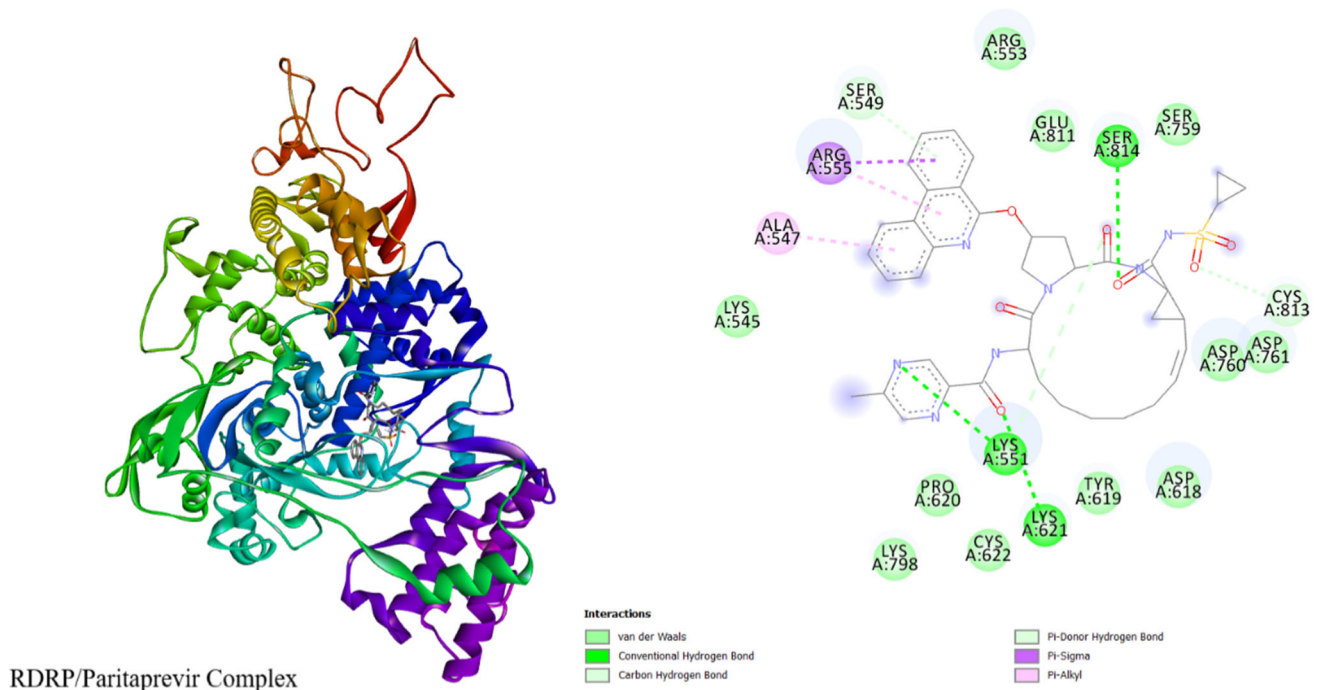 ARG
A:553
SER
A:549
GLU
A:811
SER
A:814
SER
A:759
ARG
A:555
ALA
A:547
LYS
A:545
O
N
O
N
O
N
O
N
S
O
O
O
N
CYS
A:813
ASP
A:760
ASP
A:761
N
N
O
N
LYS
A:551
PRO
A:620
LYS
A:621
TYR
A:619
ASP
A:618
LYS
A:798
CYS
A:622
Interactions
van der Waals
Conventional Hydrogen Bond
Carbon Hydrogen Bond
Pi-Donor Hydrogen Bond
Pi-Sigma
Pi-Alkyl
RDRP/Paritaprevir Complex